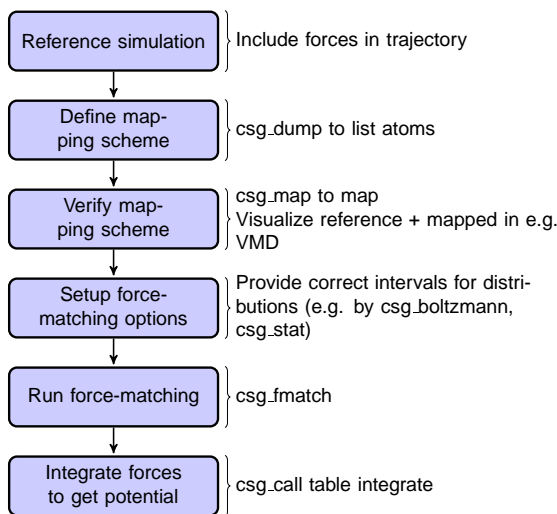 Reference simulation
Include forces in trajectory
Define map-
ping scheme
csg_dump to list atoms
Verify map-
ping scheme
csg_map to map
Visualize reference + mapped in e.g.
VMD
Setup force-
matching options
Provide correct intervals for distri-
butions (e.g. by csg_boltzmann,
csg_stat)
Run force-matching
csg_fmatch
Integrate forces
to get potential
csg_call table integrate